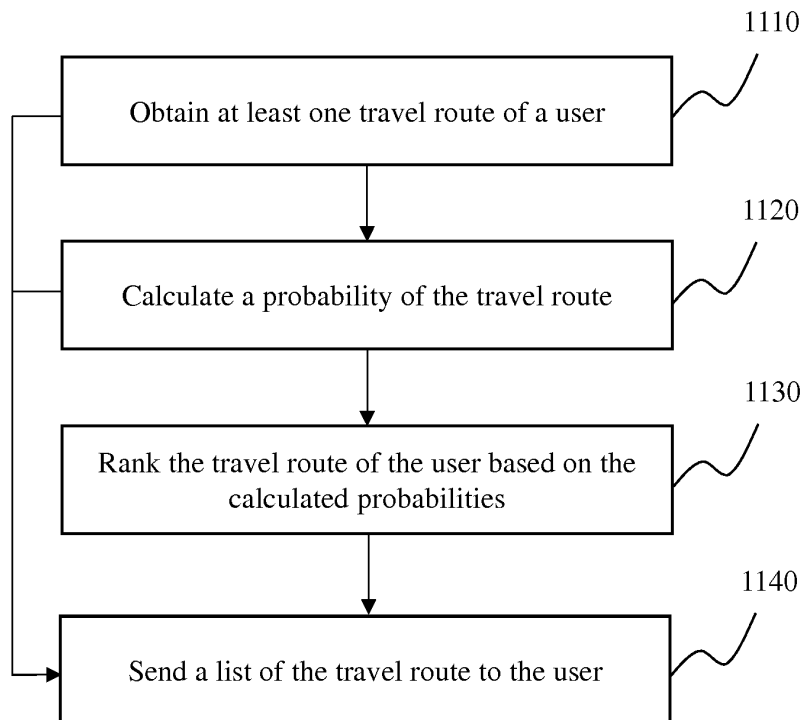 1110
Obtain at least one travel route of a user
1120
Calculate a probability of the travel route
1130
Rank the travel route of the user based on the
calculated probabilities
1140
Send a list of the travel route to the user